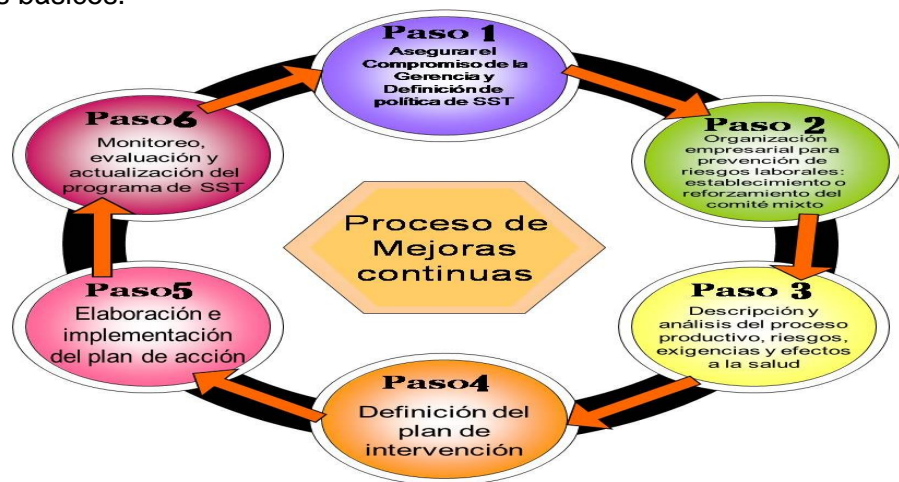 s básicos.
Paso 1
Asegurar el
Compromiso de la
Gerencia y
Definición de
política de SST
Paso 2
Organización
empresarial para
prevención de
riesgos laborales:
establecimiento o
reforzamiento del
comité mixto
Paso 3
Descripción y
análisis del proceso
productivo, riesgos,
exigencias y efectos
a la salud
Paso4
Definición del
plan de
intervención
Paso5
Elaboración e
implementación
del plan de acción
Paso6
Monitoreo,
evaluación y
actualización del
programa de SST
Proceso de
Mejoras
continuas